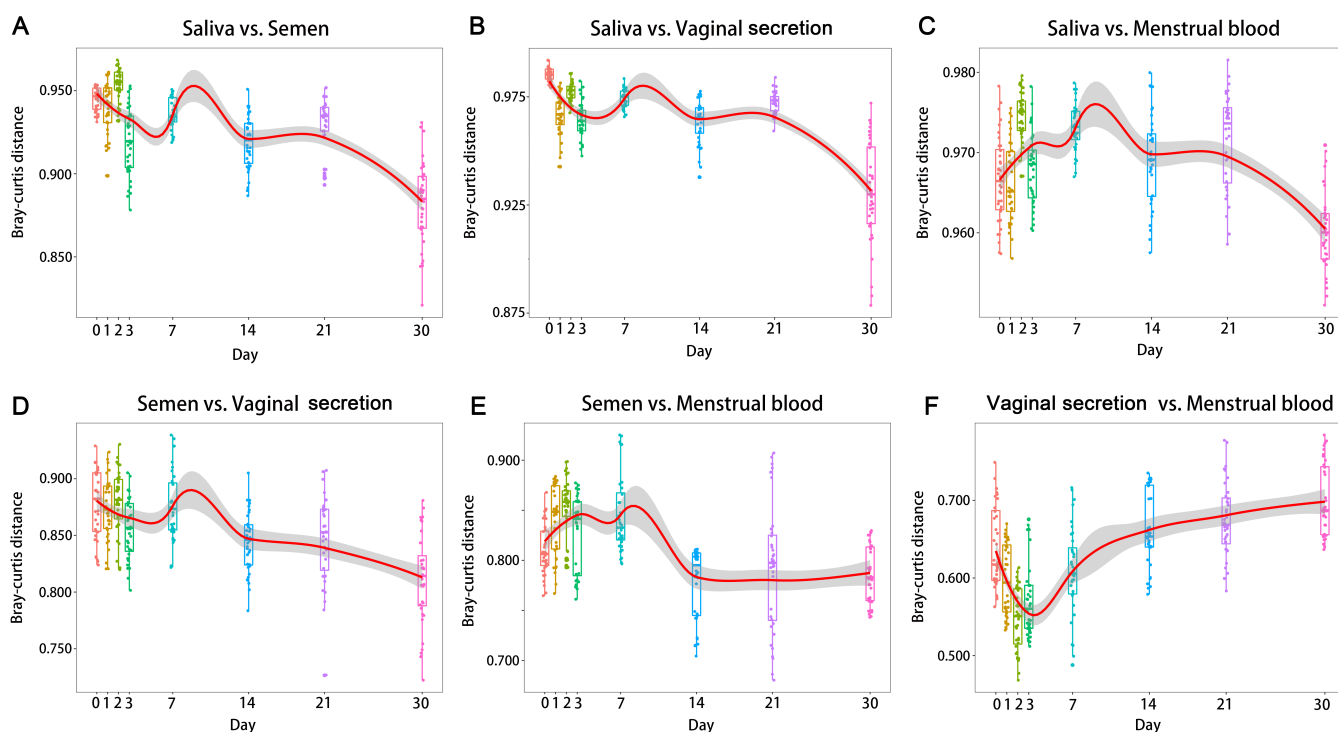 A
Saliva vs. Semen
Bray-curtis distance
0.950
0.900
0.850
0 1 2 3 7 14 21 30
Day
B
Saliva vs. Vaginal secretion
Bray-curtis distance
0.975
0.925
0.875
0 1 2 3 7 14 21 30
Day
C
Saliva vs. Menstrual blood
Bray-curtis distance
0.980
0.970
0.960
0 1 2 3 7 14 21 30
Day
D
Semen vs. Vaginal secretion
Bray-curtis distance
0.900
0.850
0.800
0.750
0 1 2 3 7 14 21 30
Day
E
Semen vs. Menstrual blood
Bray-curtis distance
0.900
0.800
0.700
0 1 2 3 7 14 21 30
Day
F
Vaginal secretion vs. Menstrual blood
Bray-curtis distance
0.700
0.600
0.500
0 1 2 3 7 14 21 30
Day